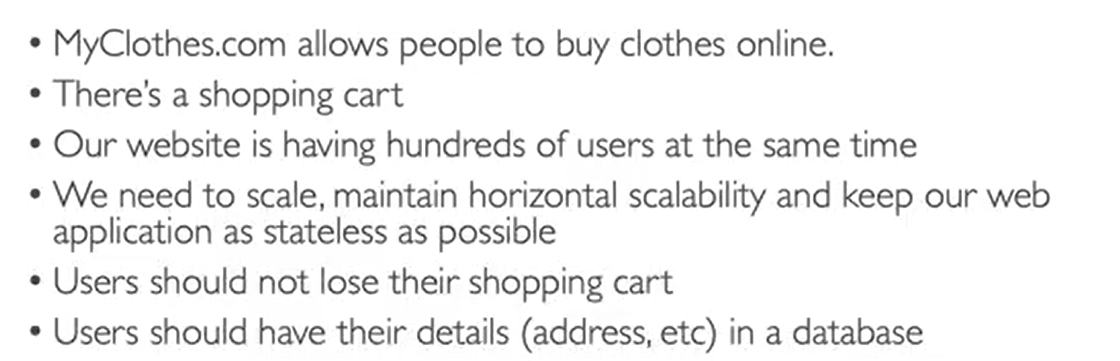 • MyClothes.com allows people to buy clothes online.
• There's a shopping cart
• Our website is having hundreds of users at the same time
• We need to scale, maintain horizontal scalability and keep our web
application as stateless as possible
• Users should not lose their shopping cart
• Users should have their details (address, etc) in a database